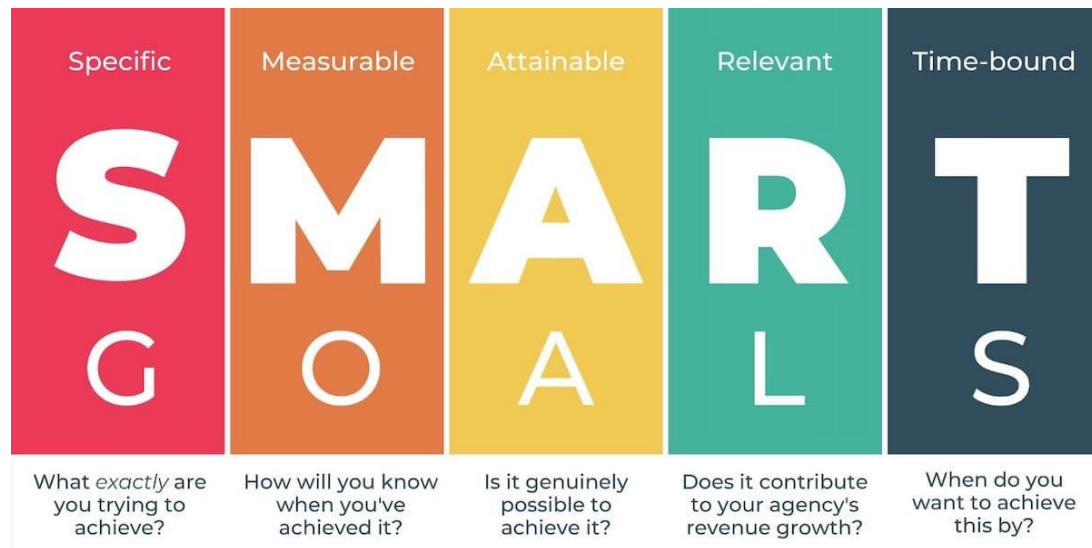 Specific
Measurable
Attainable
Relevant
Time-bound
S
M
A
R
T
G
O
A
L
S
What exactly are
you trying to
achieve?
How will you know
when you've
achieved it?
Is it genuinely
possible to
achieve it?
Does it contribute
to your agency's
revenue growth?
When do you
want to achieve
this by?